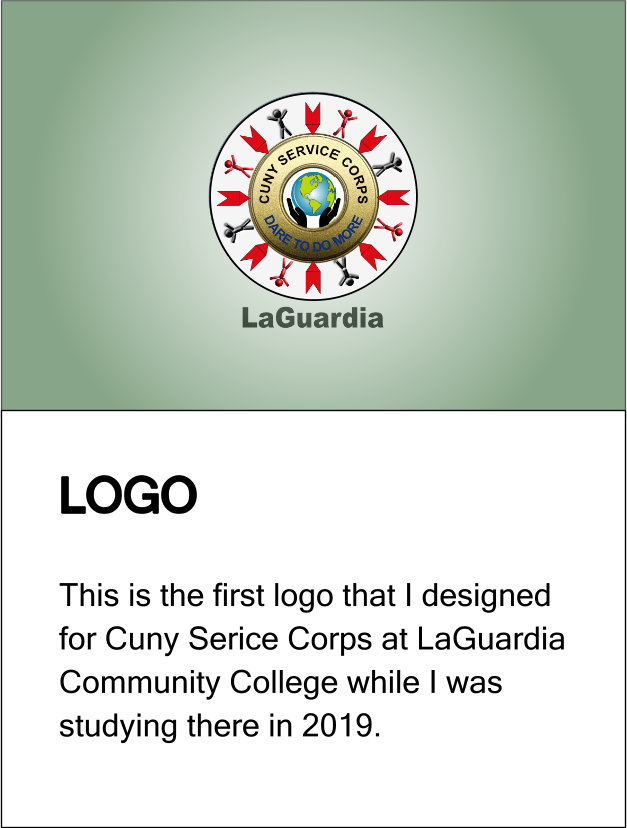 CUNY SERVICE CORPS
DARE TO DO MORE
LaGuardia
LOGO
This is the first logo that I designed
for Cuny Serice Corps at LaGuardia
Community College while I was
studying there in 2019.